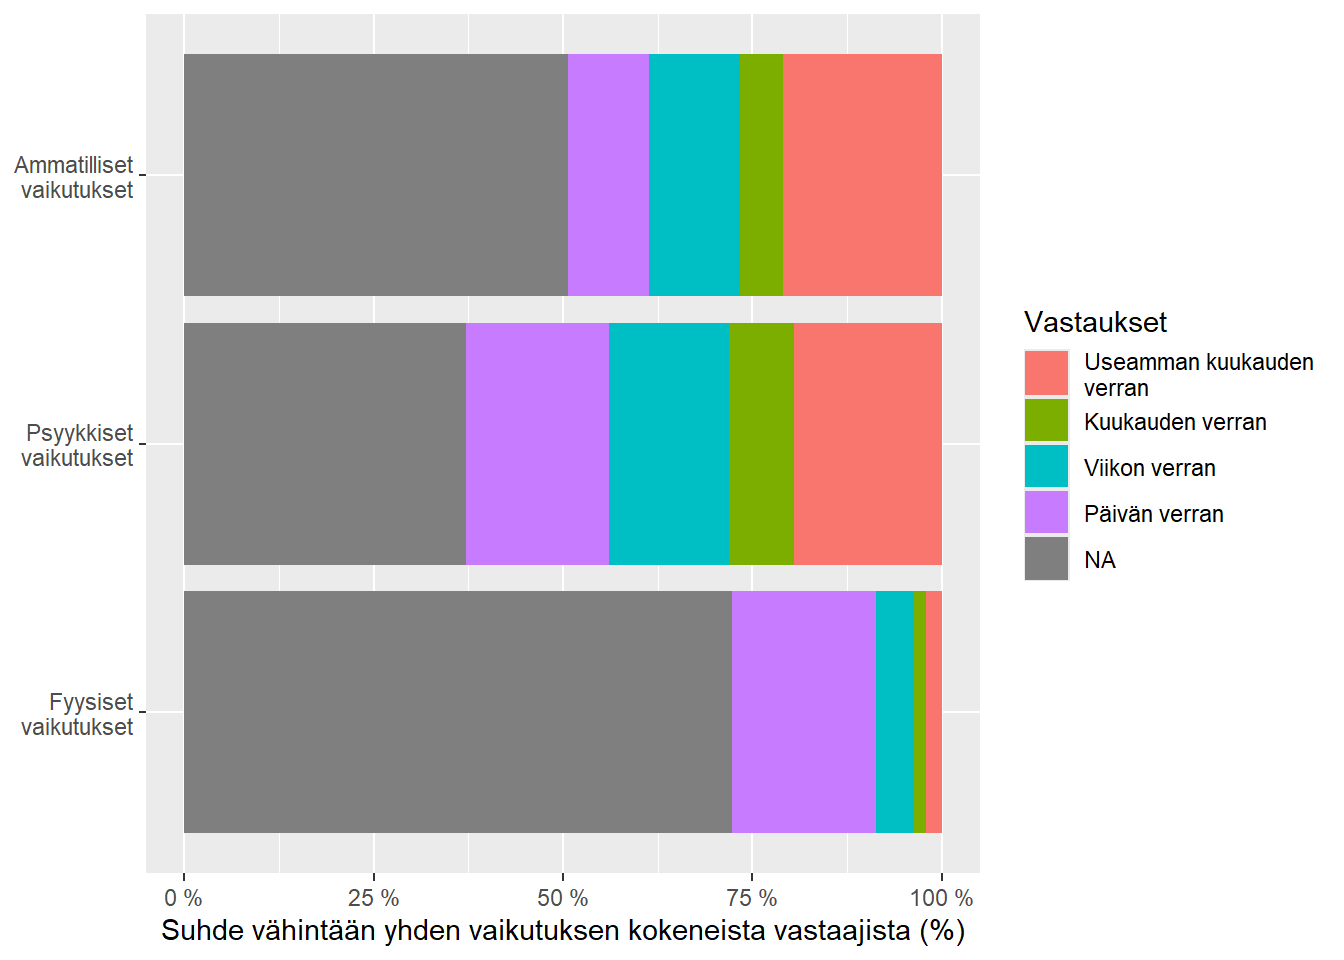 Ammatilliset
vaikutukset
Psyykkiset
vaikutukset
Fyysiset
vaikutukset
0 %
25 %
50 %
75 %
100 %
Suhde vähintään yhden vaikutuksen kokeneista vastaajista (%)
Vastaukset
Useamman kuukauden
verran
Kuukauden verran
Viikon verran
Päivän verran
NA